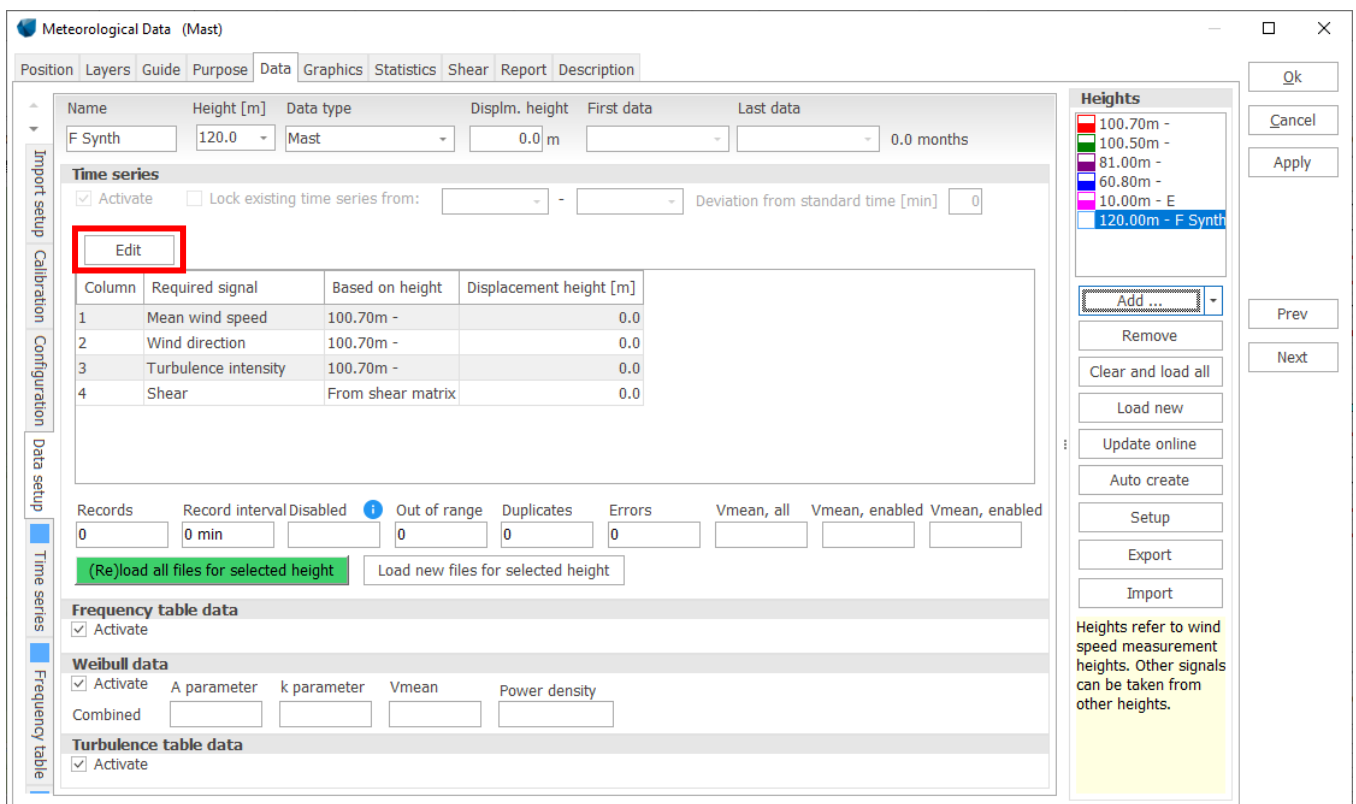 Meteorological Data (Mast)
Position Layers Guide Purpose Data Graphics Statistics Shear Report Description
Import setup
Calibration
Configuration
Data setup
Time series
Frequency table
Name Height [m] Data type Displm. height First data Last data
F Synth 120.0 Mast 0.0 m 0.0 months
Time series
Activate Lock existing time series from: - Deviation from standard time [min] 0
Edit
Column Required signal Based on height Displacement height [m]
1 Mean wind speed 100.70m - 0.0
2 Wind direction 100.70m - 0.0
3 Turbulence intensity 100.70m - 0.0
4 Shear From shear matrix 0.0
Records Record interval Disabled i Out of range Duplicates Errors Vmean, all Vmean, enabled Vmean, enabled
0 0 min 0 0 0
(Re)load all files for selected height Load new files for selected height
Frequency table data
Activate
Weibull data
Activate A parameter k parameter Vmean Power density
Combined
Turbulence table data
Activate
Heights
100.70m -
100.50m -
81.00m -
60.80m -
10.00m - E
120.00m - F Synth
Add ...
Remove
Clear and load all
Load new
Update online
Auto create
Setup
Export
Import
Heights refer to wind
speed measurement
heights. Other signals
can be taken from
other heights.
Ok
Cancel
Apply
Prev
Next